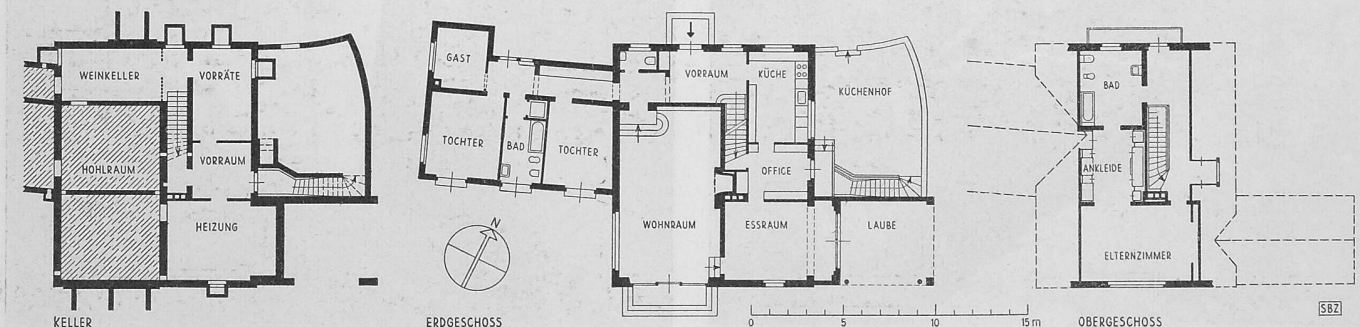 WEINKELLER
VORRÄTE
HOHLRAUM
VORRAUM
HEIZUNG
KELLER
GAST
TOCHTER
BAD
TOCHTER
VORRAUM
KÜCHE
KÜCHENHOF
OFFICE
WOHNRAUM
ESSRAUM
LAUBE
N
ERDGESCHOSS
0 5 10 15 m
BAD
ANKLEIDE
ELTERNZIMMER
OBERGESCHOSS
SBZ